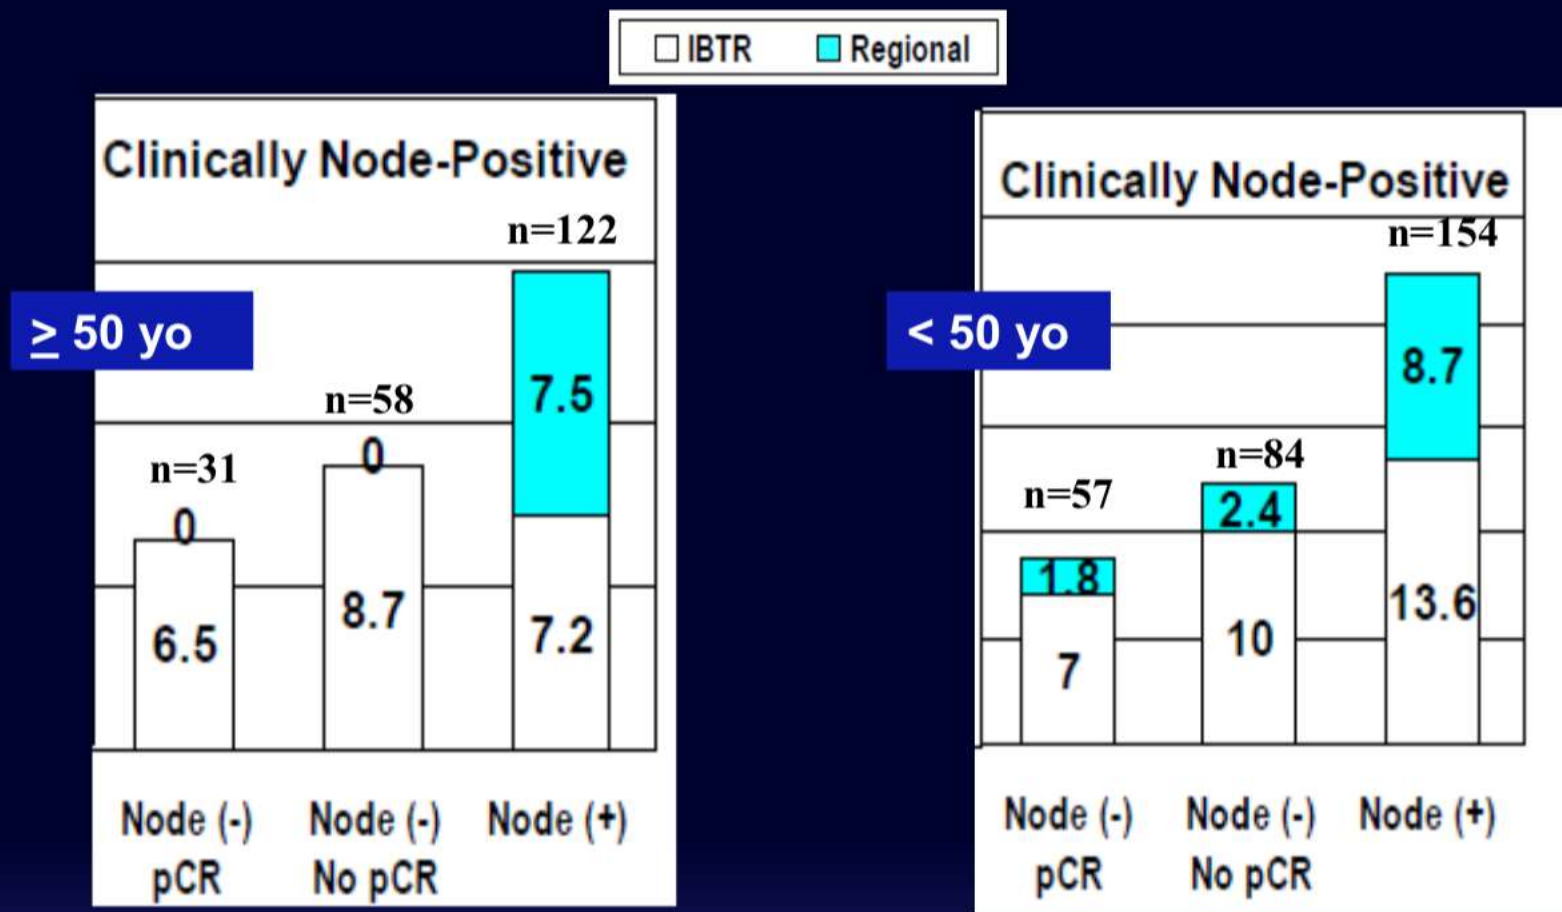 IBTR Regional
Clinically Node-Positive
n=122
≥ 50 yo
n=58
7.5
0
n=31
0
8.7
7.2
6.5
Node (-) Node (-) Node (+)
pCR No pCR
Clinically Node-Positive
n=154
< 50 yo
8.7
n=84
n=57
2.4
1.8
13.6
10
7
Node (-) Node (-) Node (+)
pCR No pCR